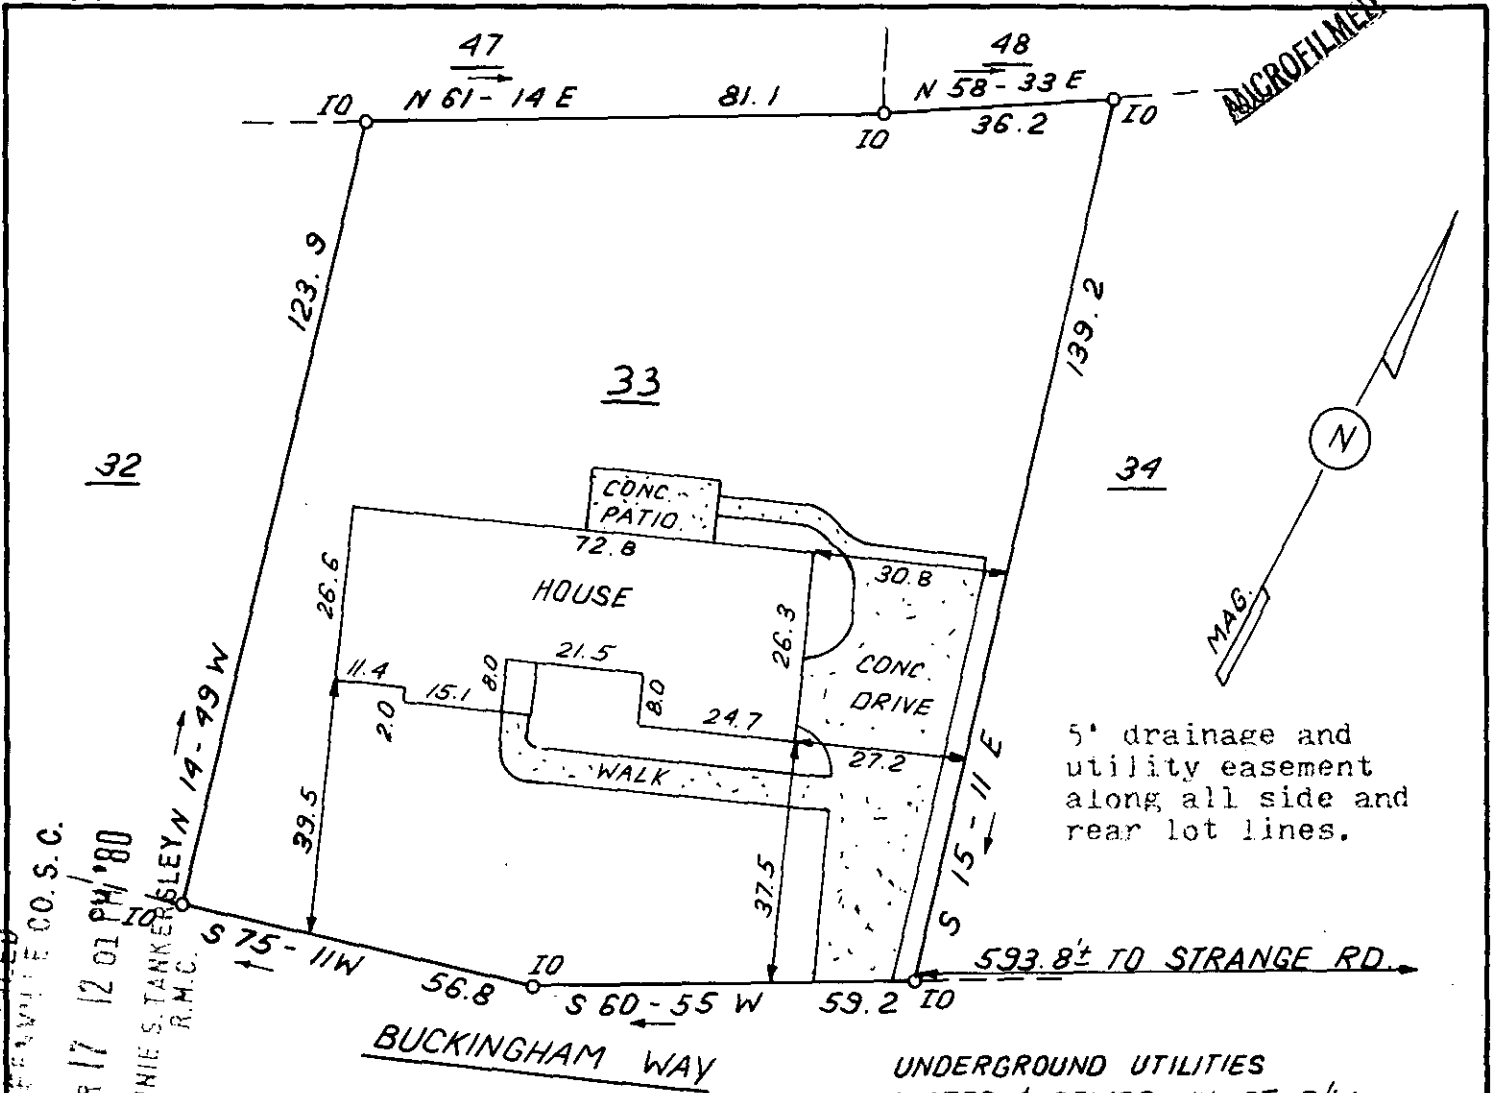 MICROFILMED
47
48
N 61-14 E
81.1
N 58-33 E
36.2
IO
IO
IO
123.9
139.2
33
32
34
N
MAG.
CONC.
PATIO
72.8
HOUSE
30.8
26.6
26.3
21.5
11.4
15.1
8.0
8.0
2.0
24.7
CONC.
DRIVE
27.2
WALK
39.5
37.5
N 14-49 W
S 15-11 E
5' drainage and
utility easement
along all side and
rear lot lines.
IO
S 75-11W
56.8
IO
S 60-55 W
59.2
IO
593.8'± TO STRANGE RD.
BUCKINGHAM WAY
UNDERGROUND UTILITIES
CO. S. C.
17 12 01 PM '80
S. TANKERSLEY
R.M.C.